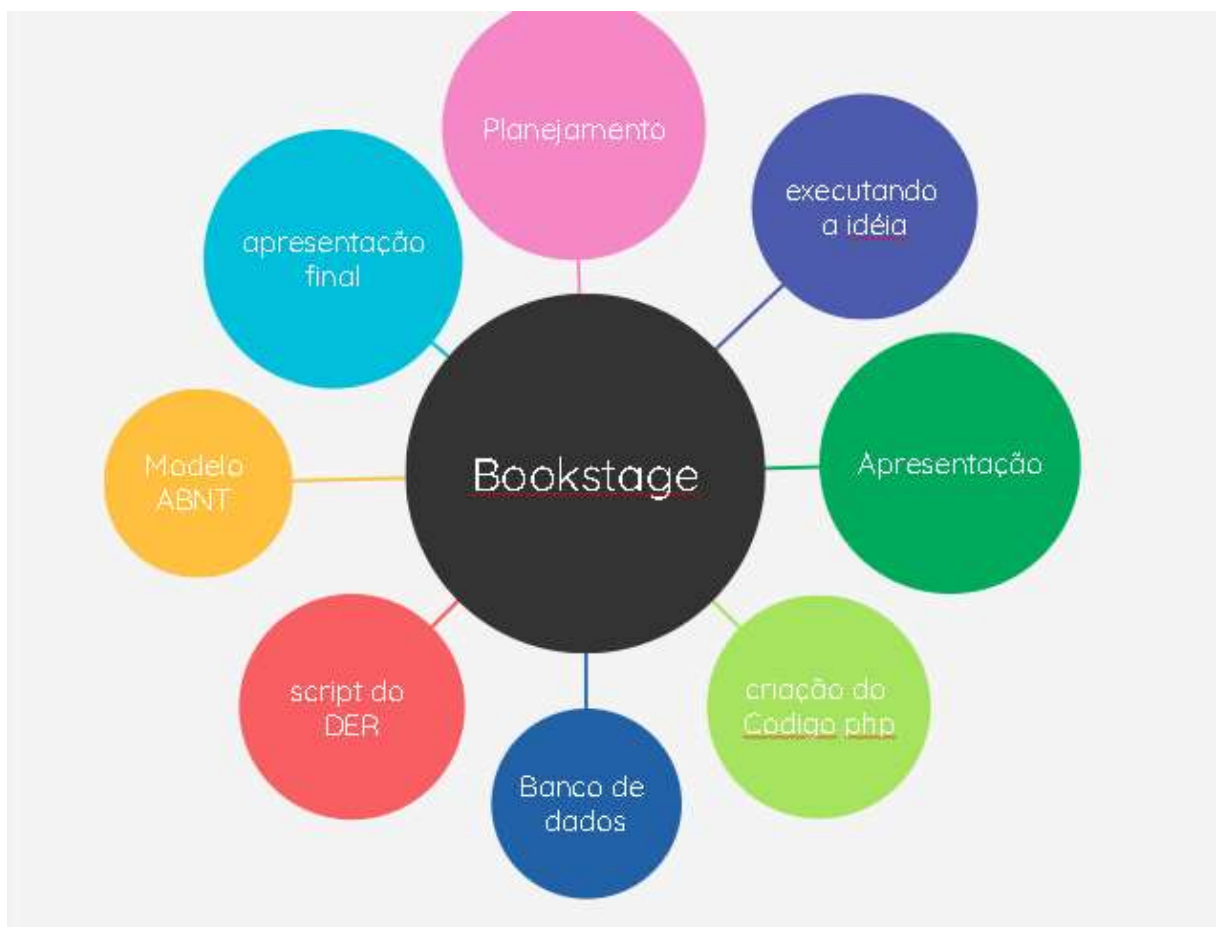 Planejamento
executando
a idéia
apresentação
final
Apresentação
Modelo
ABNT
Bookstage
criação do
Codigo php
script do
DER
Banco de
dados